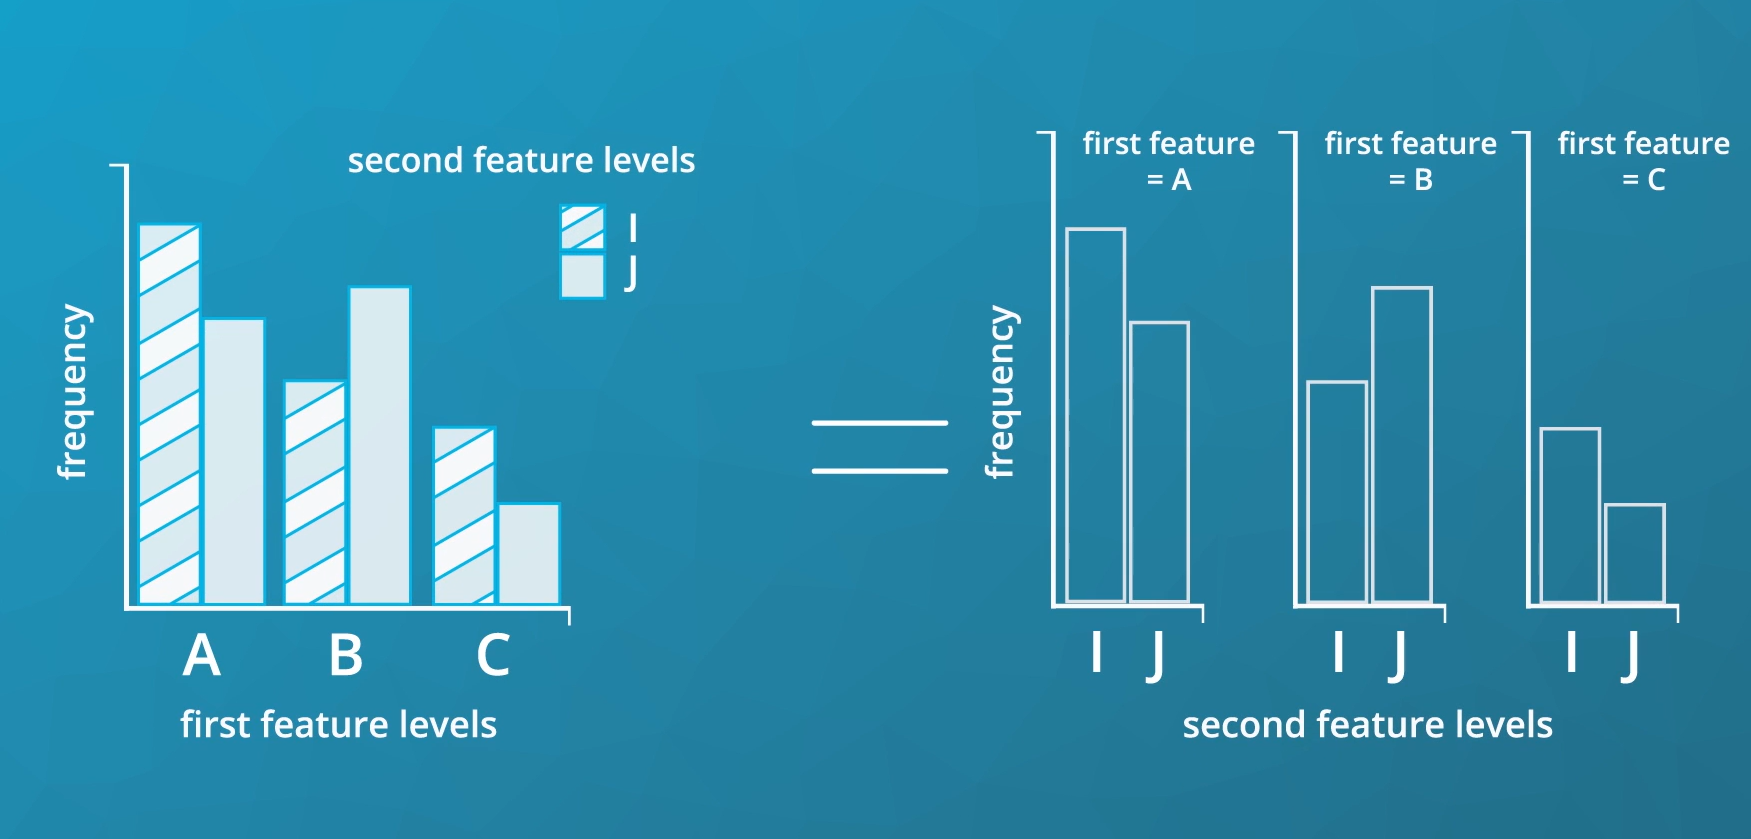 second feature levels
I
J
frequency
A B C
first feature levels
first feature
= A
first feature
= B
first feature
= C
frequency
I J
I J
I J
second feature levels